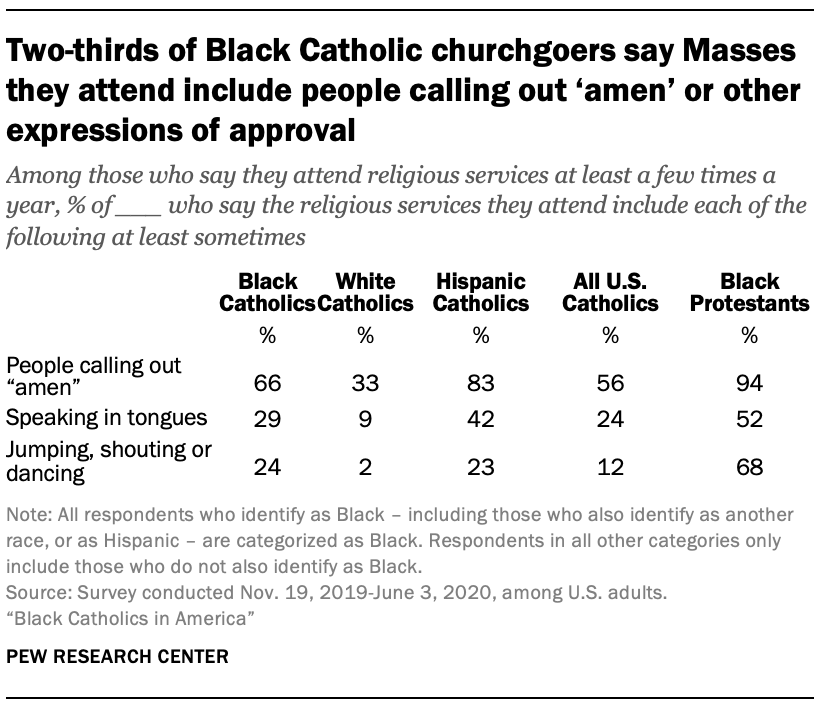 Two-thirds of Black Catholic churchgoers say Masses
they attend include people calling out ‘amen’ or other
expressions of approval
Among those who say they attend religious services at least a few times a
year, % of ___ who say the religious services they attend include each of the
following at least sometimes
Black White Hispanic All U.S. Black
Catholics Catholics Catholics Catholics Protestants
% % % % %
People calling out
“amen” 66 33 83 56 94
Speaking in tongues 29 9 42 24 52
Jumping, shouting or
dancing 24 2 23 12 68
Note: All respondents who identify as Black – including those who also identify as another
race, or as Hispanic – are categorized as Black. Respondents in all other categories only
include those who do not also identify as Black.
Source: Survey conducted Nov. 19, 2019-June 3, 2020, among U.S. adults.
“Black Catholics in America”
PEW RESEARCH CENTER